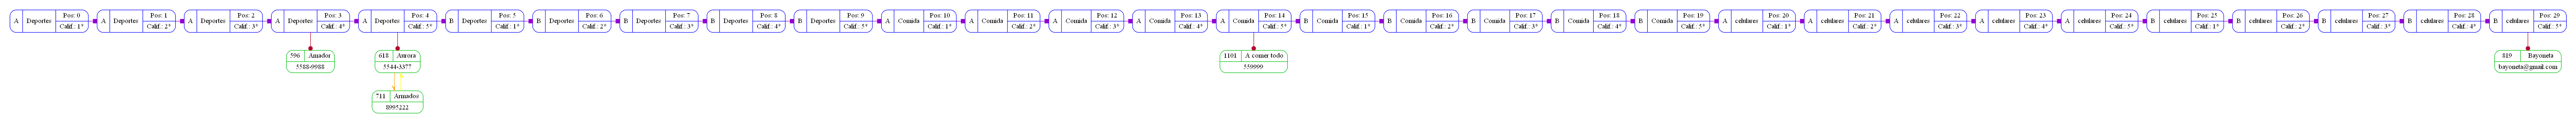 A Deportes Pos: 0
Calif.: 1*
A Deportes Pos: 1
Calif.: 2*
A Deportes Pos: 2
Calif.: 3*
A Deportes Pos: 3
Calif.: 4*
A Deportes Pos: 4
Calif.: 5*
B Deportes Pos: 5
Calif.: 1*
B Deportes Pos: 6
Calif.: 2*
B Deportes Pos: 7
Calif.: 3*
B Deportes Pos: 8
Calif.: 4*
B Deportes Pos: 9
Calif.: 5*
A Comida Pos: 10
Calif.: 1*
A Comida Pos: 11
Calif.: 2*
A Comida Pos: 12
Calif.: 3*
A Comida Pos: 13
Calif.: 4*
A Comida Pos: 14
Calif.: 5*
B Comida Pos: 15
Calif.: 1*
B Comida Pos: 16
Calif.: 2*
B Comida Pos: 17
Calif.: 3*
B Comida Pos: 18
Calif.: 4*
B Comida Pos: 19
Calif.: 5*
A celulares Pos: 20
Calif.: 1*
A celulares Pos: 21
Calif.: 2*
A celulares Pos: 22
Calif.: 3*
A celulares Pos: 23
Calif.: 4*
A celulares Pos: 24
Calif.: 5*
B celulares Pos: 25
Calif.: 1*
B celulares Pos: 26
Calif.: 2*
B celulares Pos: 27
Calif.: 3*
B celulares Pos: 28
Calif.: 4*
B celulares Pos: 29
Calif.: 5*
596 Amador
5588-9988
618 Aurora
5544-3377
1101 A comer todo
559999
819 Bayoneta
bayoneta@gmail.com
711 Armados
8995222